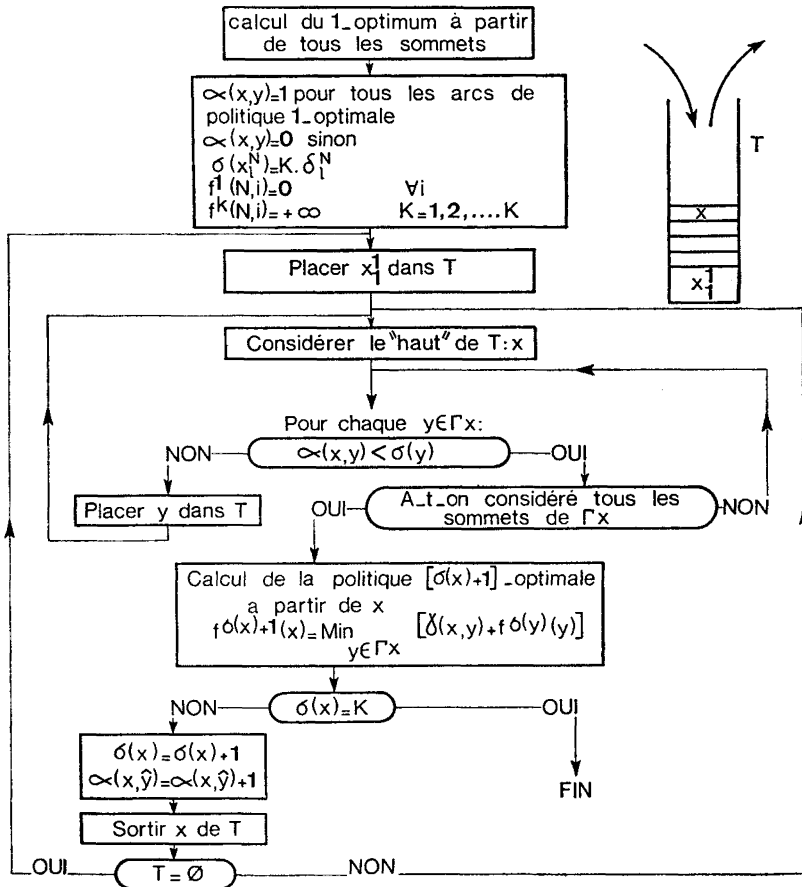 calcul du 1_optimum à partir
de tous les sommets
∝(x,y)=1 pour tous les arcs de
politique 1_optimale
∝(x,y)=0 sinon
σ(x_l^N)=K.δ_l^N
f^1(N,i)=0 ∀i
f^k(N,i)=+∞ K=1,2,....K
T
x
x_1^1
Placer x_1^1 dans T
Considérer le "haut" de T:x
Pour chaque y∈Γx:
NON
∝(x,y)<σ(y)
OUI
Placer y dans T
OUI
A_t_on considéré tous les
sommets de Γx
NON
Calcul de la politique [σ(x)+1]_optimale
a partir de x
f^σ(x)+1(x)=Min [γ(x,y)+f^σ(y)(y)]
y∈Γx
NON
σ(x)=K
OUI
σ(x)=σ(x)+1
∝(x,ŷ)=∝(x,ŷ)+1
FIN
Sortir x de T
OUI
T=Ø
NON